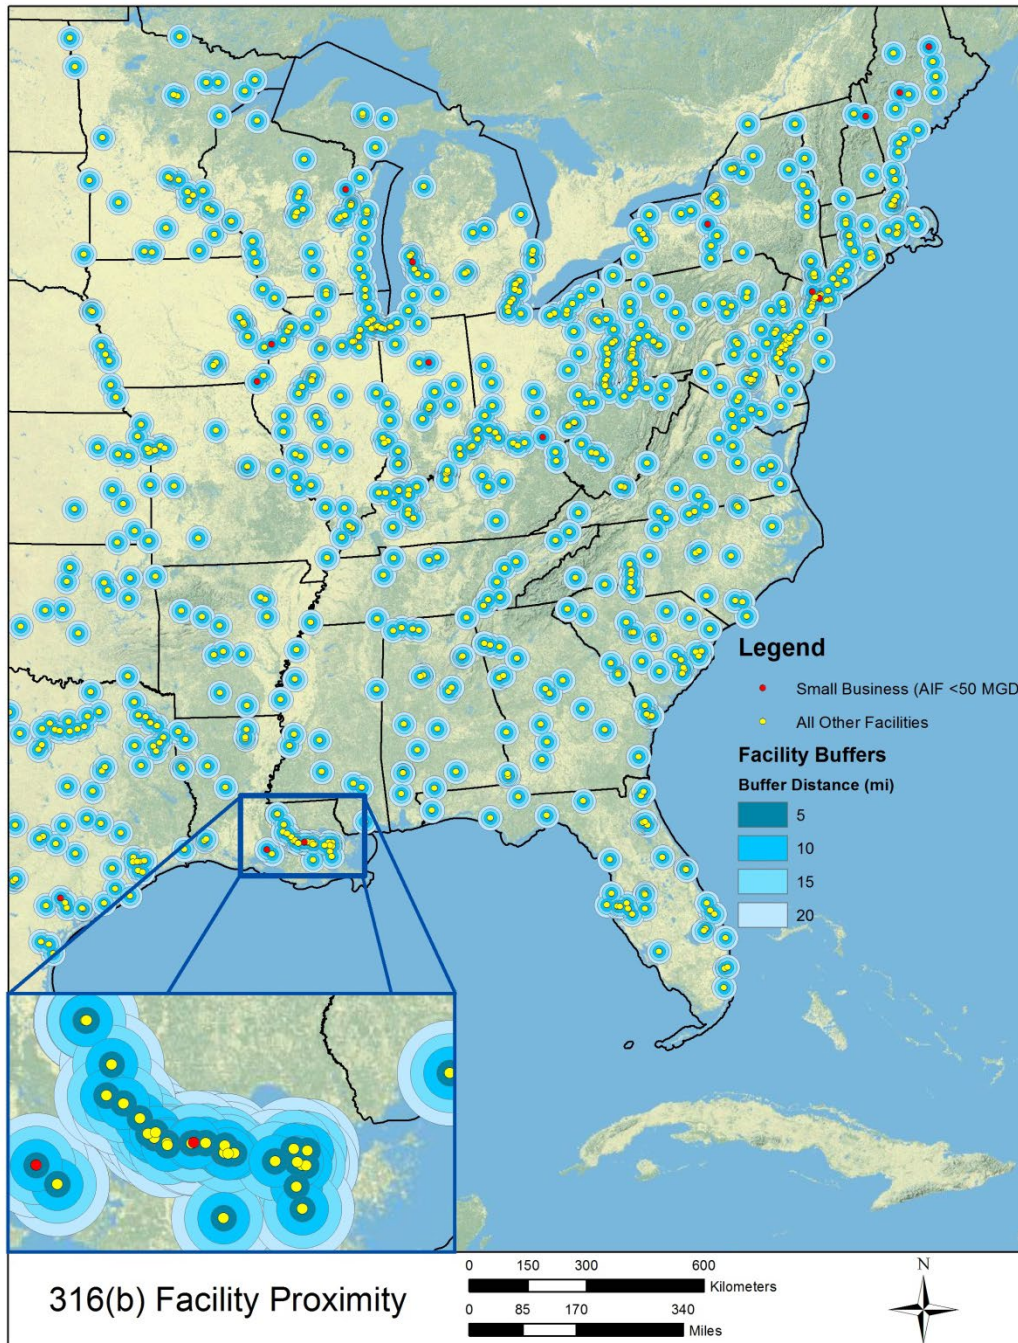 Legend
Small Business (AIF <50 MGD
All Other Facilities
Facility Buffers
Buffer Distance (mi)
5
10
15
20
316(b) Facility Proximity
0 150 300 600
Kilometers
0 85 170 340
Miles
N